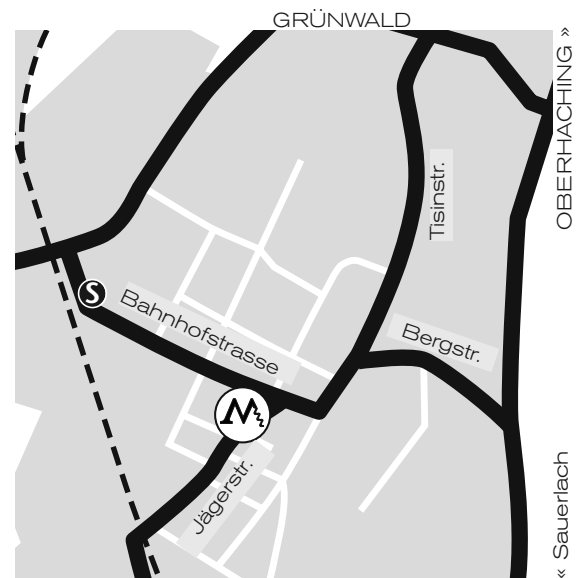 GRÜNWALD
OBERHACHING »
Tisinstr.
S
Bahnhofstrasse
Bergstr.
M
Jägerstr.
« Sauerlach